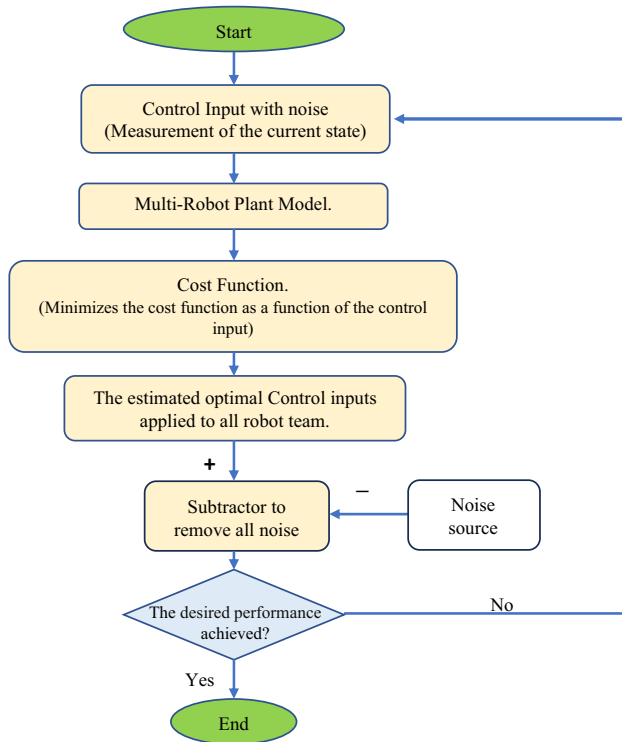 Start
Control Input with noise
(Measurement of the current state)
Multi-Robot Plant Model.
Cost Function.
(Minimizes the cost function as a function of the control
input)
The estimated optimal Control inputs
applied to all robot team.
+
–
Subtractor to
remove all noise
Noise
source
The desired performance
achieved?
No
Yes
End